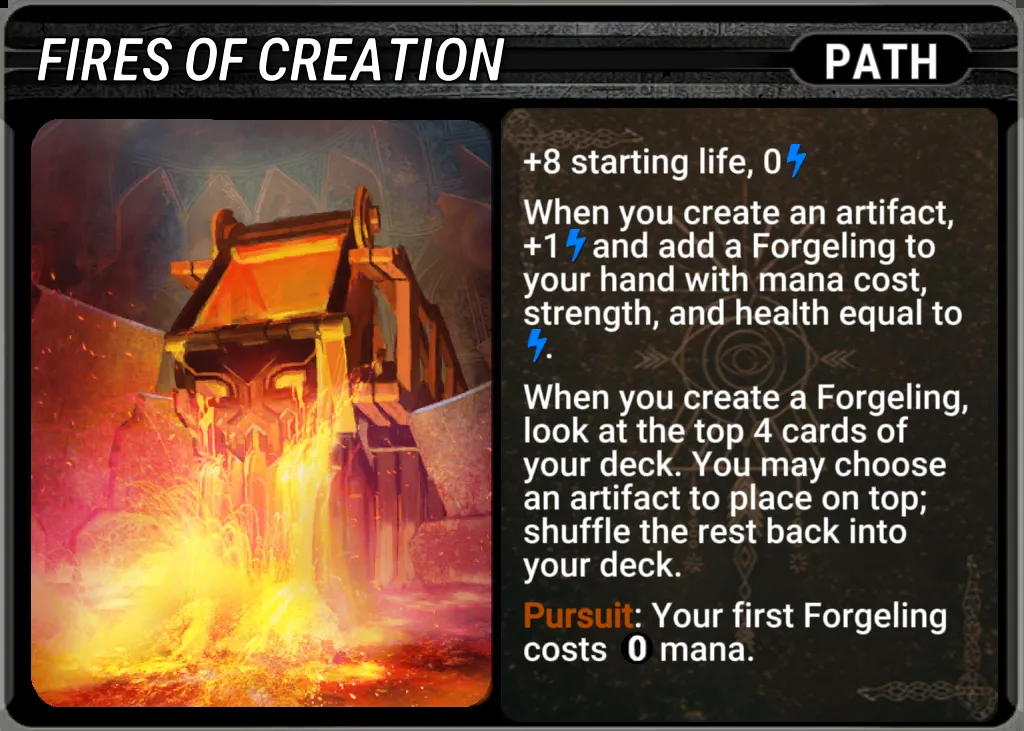 FIRES OF CREATION
PATH
+8 starting life, 0
When you create an artifact,
+1 and add a Forgeling to
your hand with mana cost,
strength, and health equal to
.
When you create a Forgeling,
look at the top 4 cards of
your deck. You may choose
an artifact to place on top;
shuffle the rest back into
your deck.
Pursuit: Your first Forgeling
costs 0 mana.